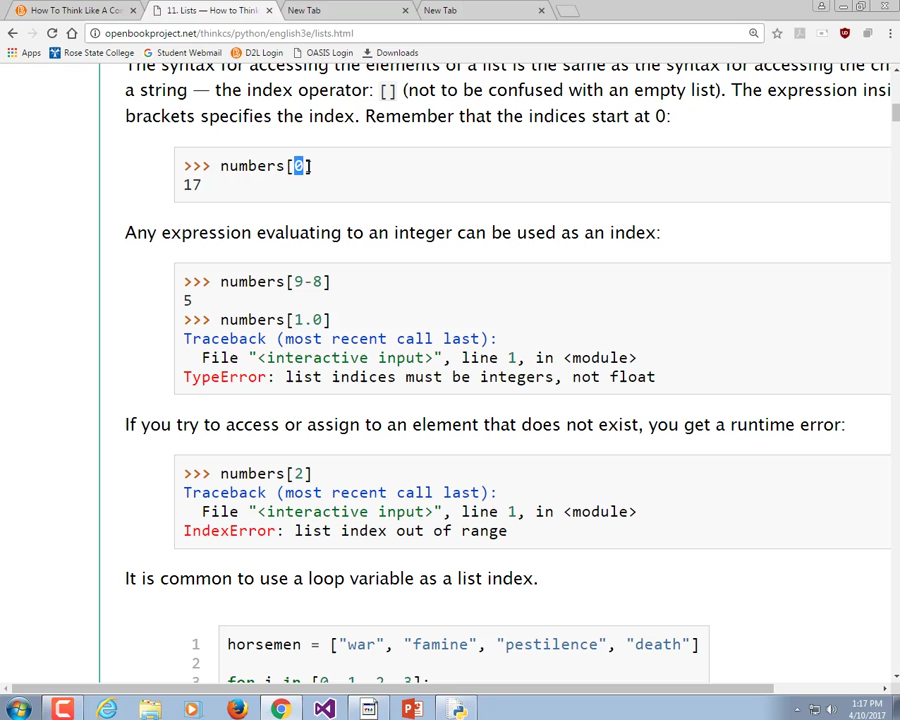 How To Think Like A Co
11. Lists — How to Think
New Tab
New Tab
openbookproject.net/thinkcs/python/english3e/lists.html
Apps Rose State College Student Webmail D2L Login OASIS Login Downloads
The syntax for accessing the elements of a list is the same as the syntax for accessing the ch
a string — the index operator: [] (not to be confused with an empty list). The expression insi
brackets specifies the index. Remember that the indices start at 0:
>>> numbers[0]
17
Any expression evaluating to an integer can be used as an index:
>>> numbers[9-8]
5
>>> numbers[1.0]
Traceback (most recent call last):
File "<interactive input>", line 1, in <module>
TypeError: list indices must be integers, not float
If you try to access or assign to an element that does not exist, you get a runtime error:
>>> numbers[2]
Traceback (most recent call last):
File "<interactive input>", line 1, in <module>
IndexError: list index out of range
It is common to use a loop variable as a list index.
1 horsemen = ["war", "famine", "pestilence", "death"]
2
3 for i in [0, 1, 2, 3]:
1:17 PM
4/10/2017